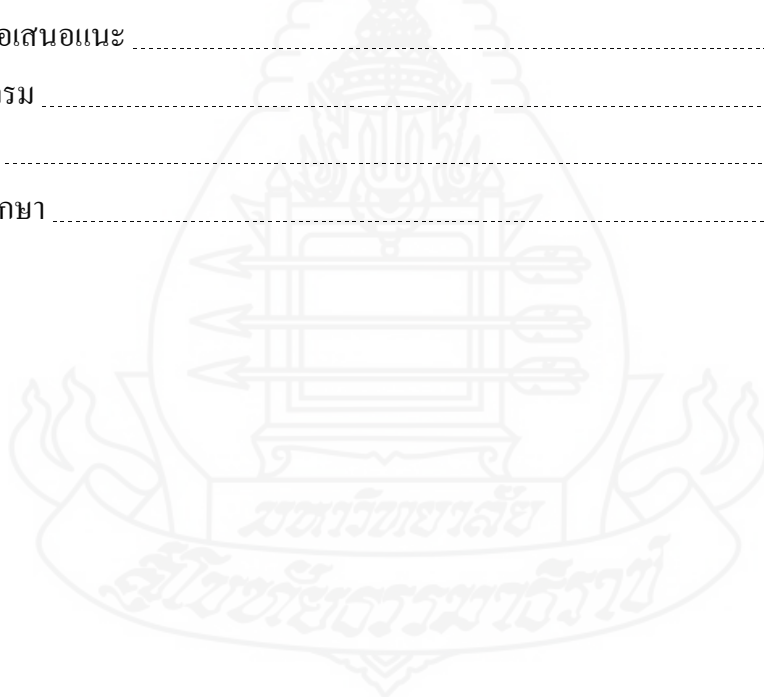 อเสนอแนะ
รรม
กษา
มหาวิทยาลัย
สุโขทัยธรรมาธิราช